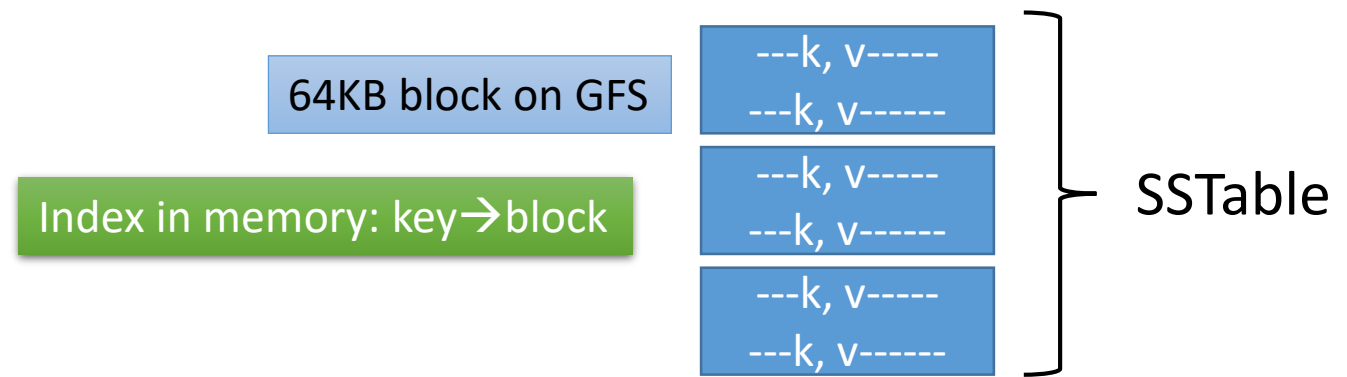 64KB block on GFS
Index in memory: key→block
---k, v-----
---k, v------
---k, v-----
---k, v------
---k, v-----
---k, v------
SSTable